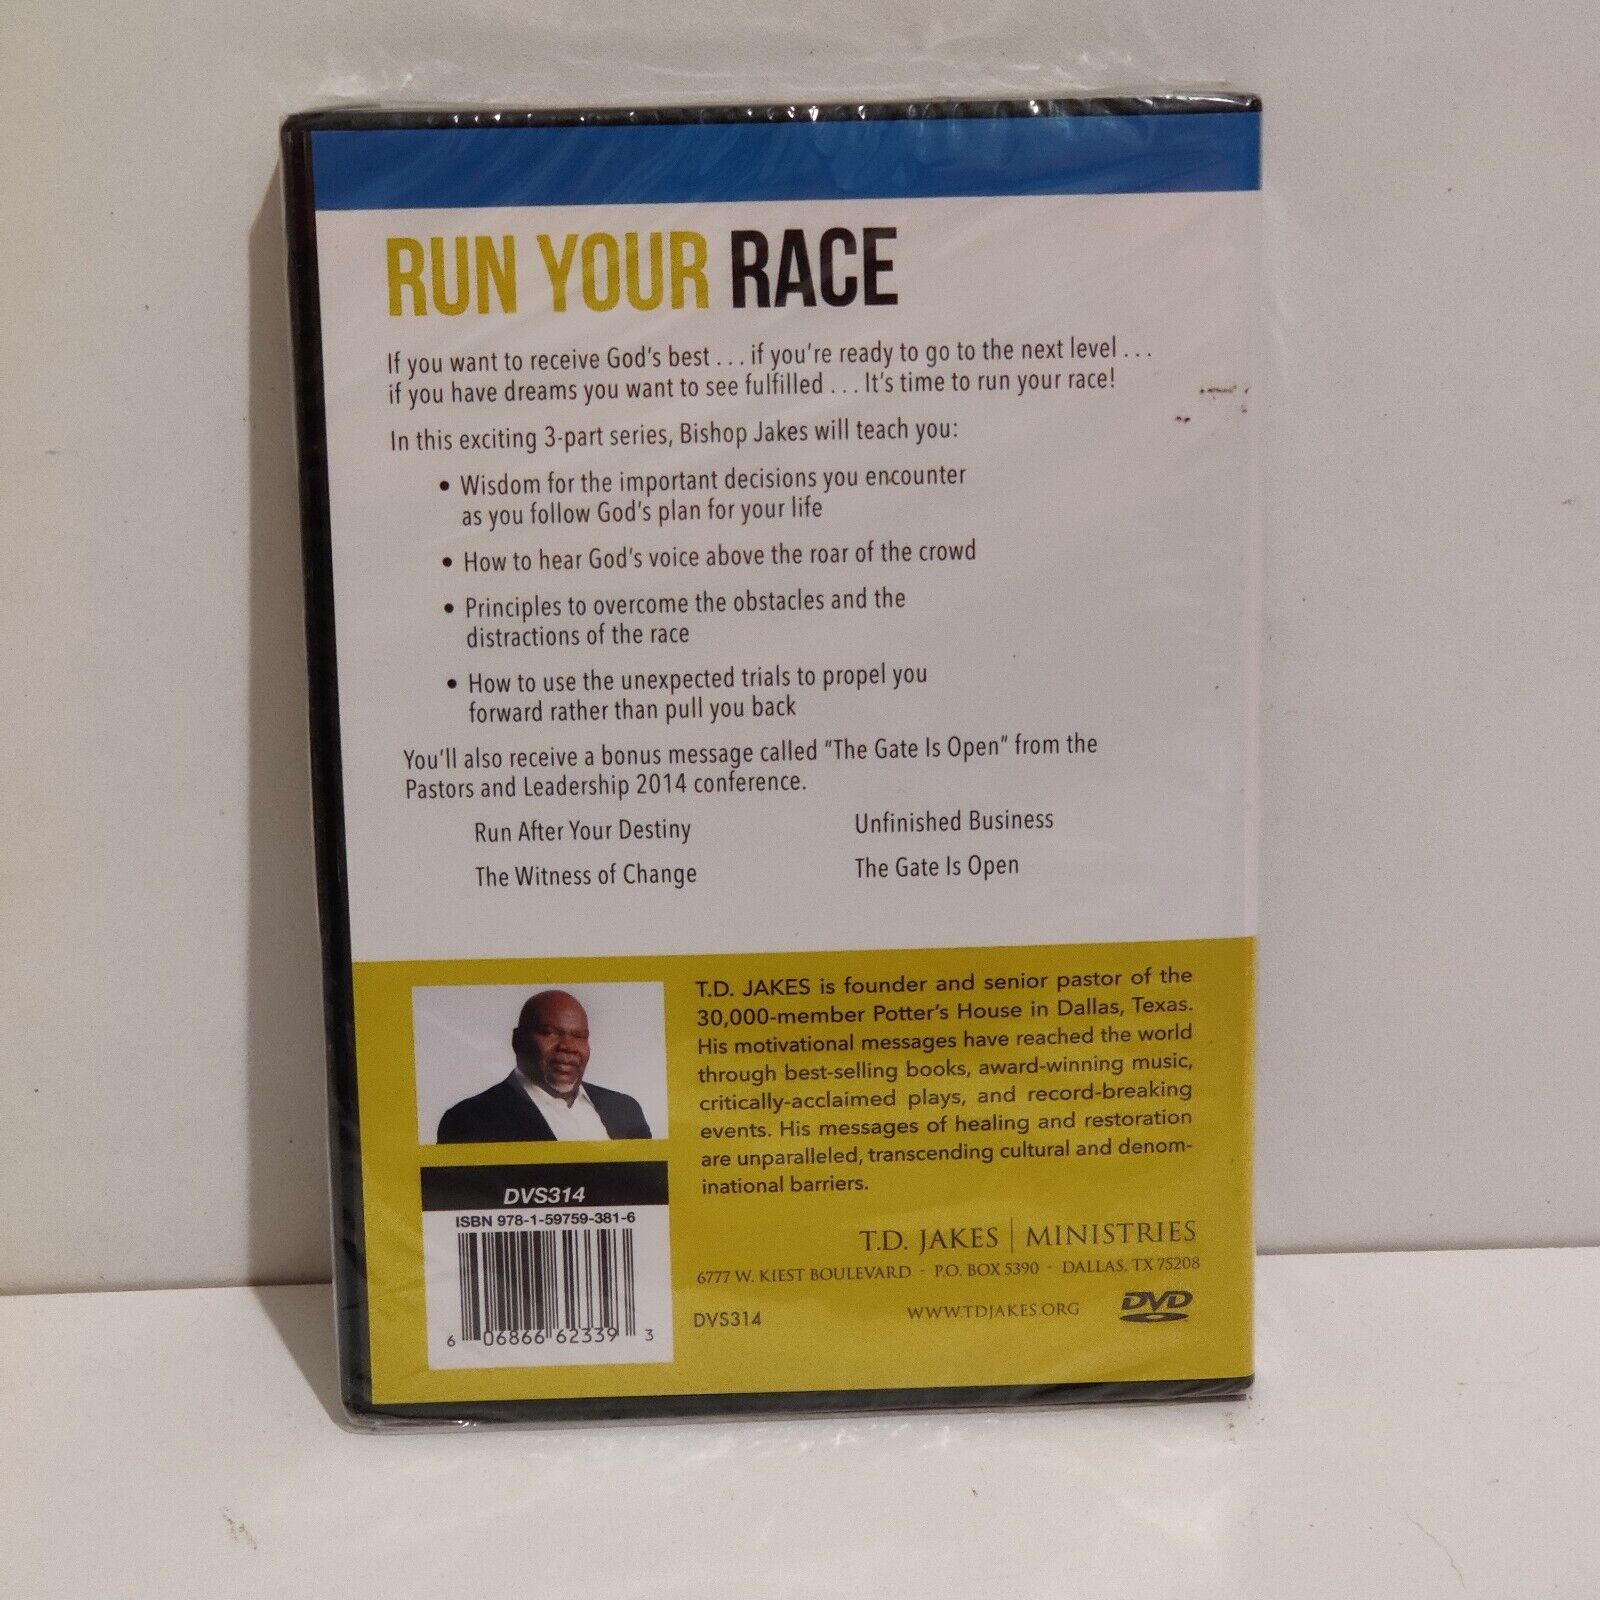 RUN YOUR RACE
If you want to receive God's best . . . if you're ready to go to the next level . . .
if you have dreams you want to see fulfilled . . . It's time to run your race!
In this exciting 3-part series, Bishop Jakes will teach you:
• Wisdom for the important decisions you encounter
as you follow God's plan for your life
• How to hear God's voice above the roar of the crowd
• Principles to overcome the obstacles and the
distractions of the race
• How to use the unexpected trials to propel you
forward rather than pull you back
You'll also receive a bonus message called "The Gate Is Open" from the
Pastors and Leadership 2014 conference.
Run After Your Destiny
The Witness of Change
Unfinished Business
The Gate Is Open
T.D. JAKES is founder and senior pastor of the
30,000-member Potter's House in Dallas, Texas.
His motivational messages have reached the world
through best-selling books, award-winning music,
critically-acclaimed plays, and record-breaking
events. His messages of healing and restoration
are unparalleled, transcending cultural and denom-
inational barriers.
DVS314
ISBN 978-1-59759-381-6
6 06866 62339 3
T.D. JAKES | MINISTRIES
6777 W. KIEST BOULEVARD - P.O. BOX 5390 - DALLAS, TX 75208
DVS314
WWW.TDJAKES.ORG
DVD